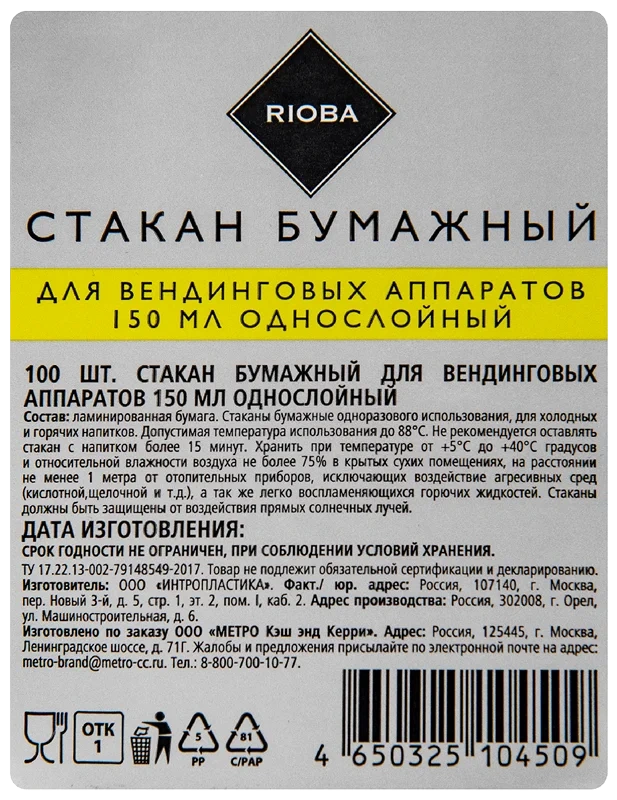 RIOBA
СТАКАН БУМАЖНЫЙ
ДЛЯ ВЕНДИНГОВЫХ АППАРАТОВ
150 МЛ ОДНОСЛОЙНЫЙ
100 ШТ. СТАКАН БУМАЖНЫЙ ДЛЯ ВЕНДИНГОВЫХ
АППАРАТОВ 150 МЛ ОДНОСЛОЙНЫЙ
Состав: ламинированная бумага. Стаканы бумажные одноразового использования, для холодных
и горячих напитков. Допустимая температура использования до 88°С. Не рекомендуется оставлять
стакан с напитком более 15 минут. Хранить при температуре от +5°С до +40°С градусов
и относительной влажности воздуха не более 75% в крытых сухих помещениях, на расстоянии
не менее 1 метра от отопительных приборов, исключающих воздействие агресивных сред
(кислотной,щелочной и т.д.), а так же легко воспламеняющихся горючих жидкостей. Стаканы
должны быть защищены от воздействия прямых солнечных лучей.
ДАТА ИЗГОТОВЛЕНИЯ:
СРОК ГОДНОСТИ НЕ ОГРАНИЧЕН, ПРИ СОБЛЮДЕНИИ УСЛОВИЙ ХРАНЕНИЯ.
ТУ 17.22.13-002-79148549-2017. Товар не подлежит обязательной сертификации и декларированию.
Изготовитель: ООО «ИНТРОПЛАСТИКА». Факт./ юр. адрес: Россия, 107140, г. Москва,
пер. Новый 3-й, д. 5, стр. 1, эт. 2, пом. I, каб. 2. Адрес производства: Россия, 302008, г. Орел,
ул. Машиностроительная, д. 6.
Изготовлено по заказу ООО «МЕТРО Кэш энд Керри». Адрес: Россия, 125445, г. Москва,
Ленинградское шоссе, д. 71Г. Жалобы и предложения присылайте по электронной почте на адрес:
metro-brand@metro-cc.ru. Тел.: 8-800-700-10-77.
ОТК
1
5
PP
81
C/PAP
4 650325 104509